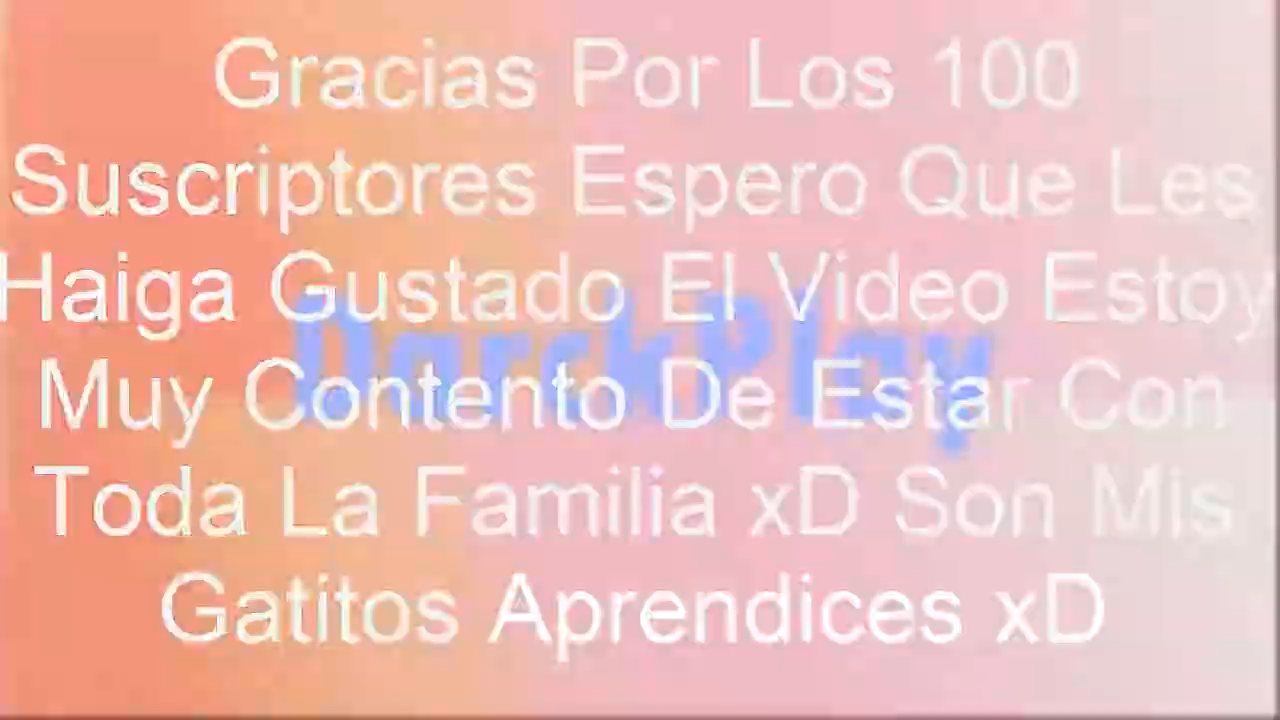 Gracias Por Los 100
Suscriptores Espero Que Les
Haiga Gustado El Video Estoy
DarckPlay
Muy Contento De Estar Con
Toda La Familia xD Son Mis
Gatitos Aprendices xD